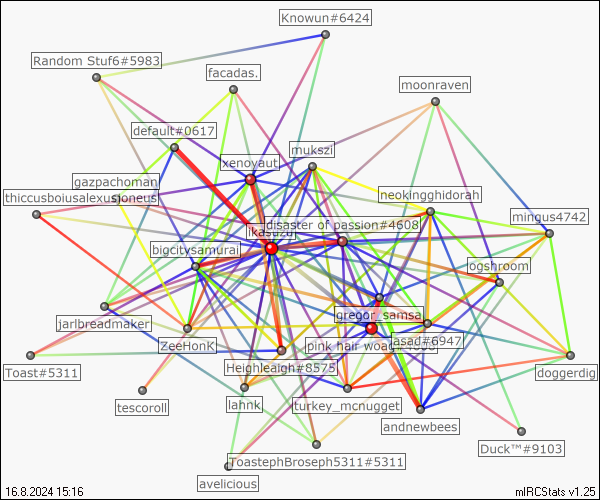 Knowun#6424
Random Stuf6#5983
facadas.
moonraven
default#0617
mukszi
xenoyaut
gazpachoman
thiccusboiusalexus
sjoneus
neokingghidorah
mingus4742
disaster of passion#4608
bigcitysamurai
ogshroom
jarlbreadmaker
gregor_samsa
ZeeHonK
pink hair woad
asad#6947
Toast#5311
Heighleaigh#8575
doggerdig
tescoroll
lahnk
turkey_mcnugget
andnewbees
Duck™#9103
ToastephBroseph5311#5311
avelicious
16.8.2024 15:16
mIRCStats v1.25